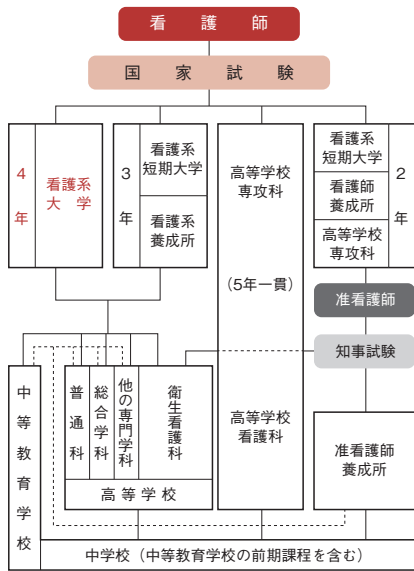 看護師
国家試験
4年
看護系
大学
3年
看護系
短期大学
看護系
養成所
高等学校
専攻科
(5年一貫)
高等学校
看護科
看護系
短期大学
看護師
養成所
高等学校
専攻科
2年
准看護師
知事試験
中等教育学校
普通科
総合学科
他の専門学科
衛生看護科
高等学校
准看護師
養成所
中学校(中等教育学校の前期課程を含む)